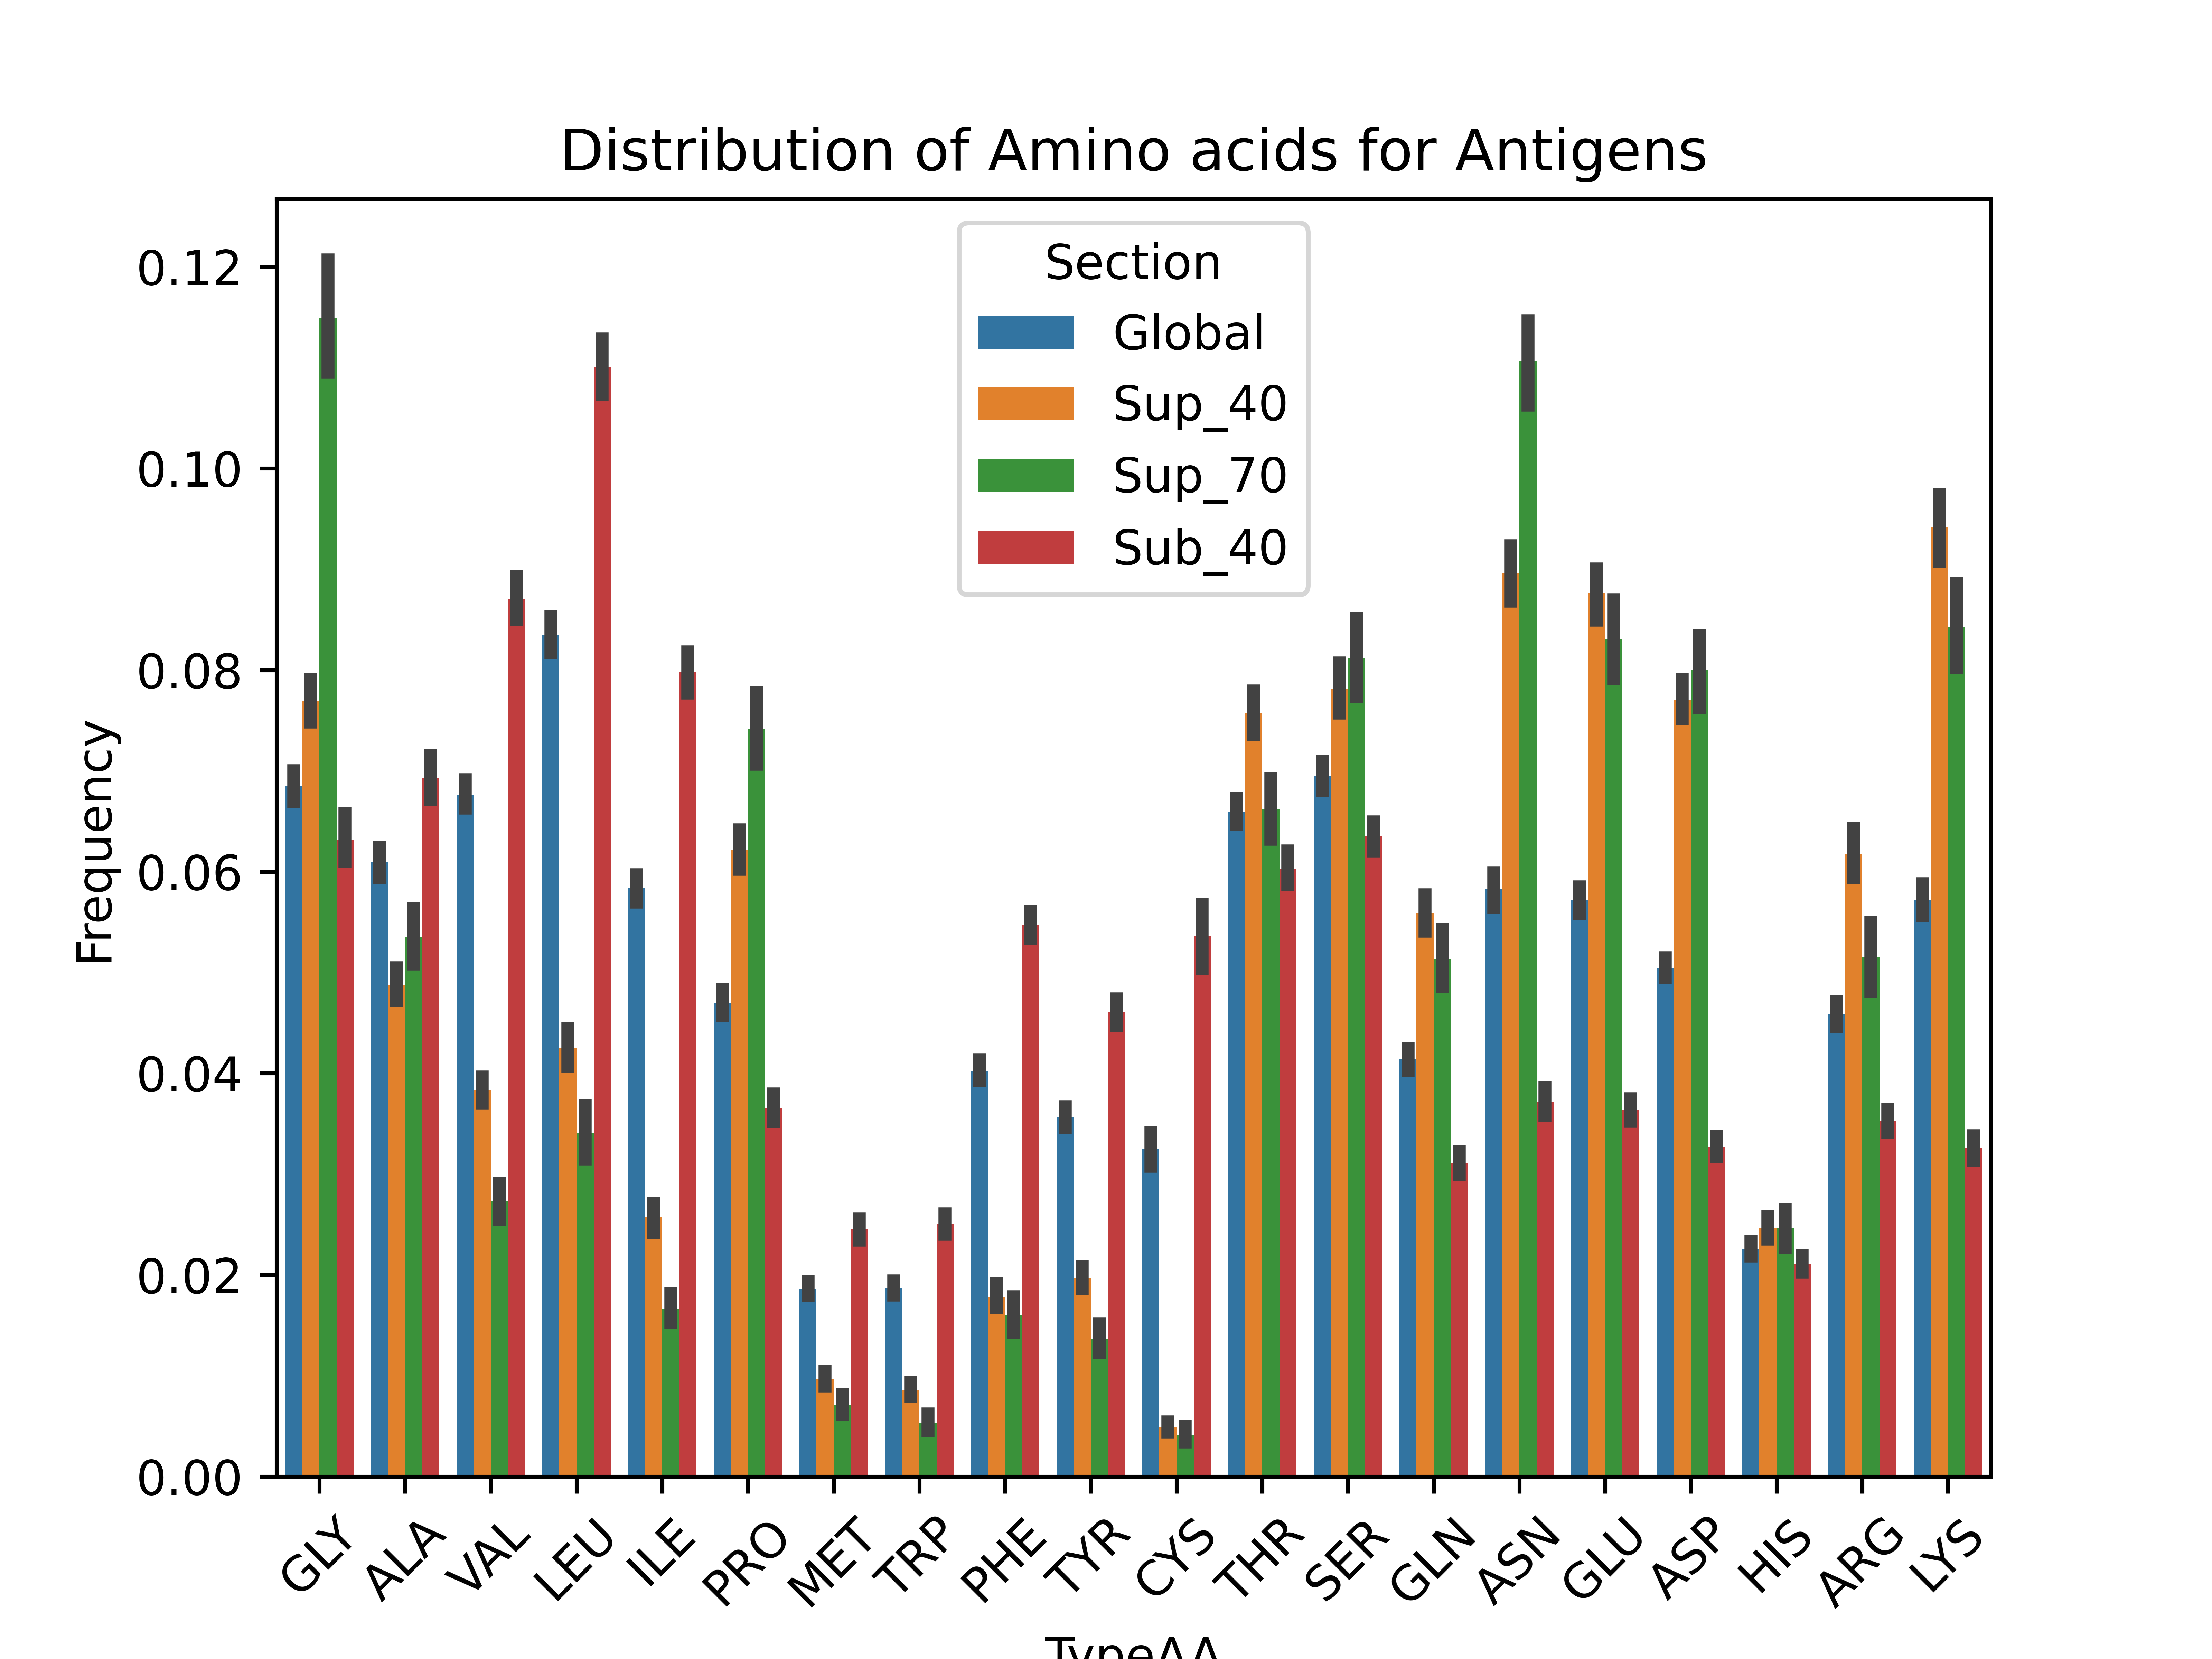 Distribution of Amino acids for Antigens
Section
Global
Sup_40
Sup_70
Sub_40
Frequency
0.12
0.10
0.08
0.06
0.04
0.02
0.00
GLY ALA VAL LEU ILE PRO MET TRP PHE TYR CYS THR SER GLN ASN GLU ASP HIS ARG LYS
TypeAA